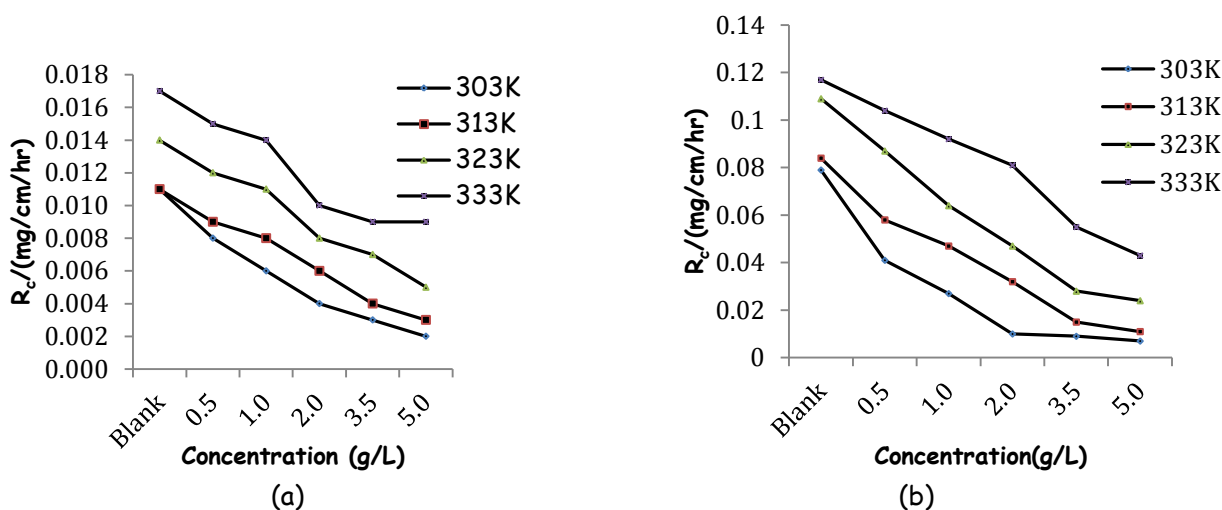 0.018
0.016
0.014
0.012
0.010
0.008
0.006
0.004
0.002
0.000
R_c/(mg/cm/hr)
Blank
0.5
1.0
2.0
3.5
5.0
Concentration (g/L)
303K
313K
323K
333K
(a)
0.14
0.12
0.1
0.08
0.06
0.04
0.02
0
R_c/(mg/cm/hr)
Blank
0.5
1.0
2.0
3.5
5.0
Concentration(g/L)
303K
313K
323K
333K
(b)